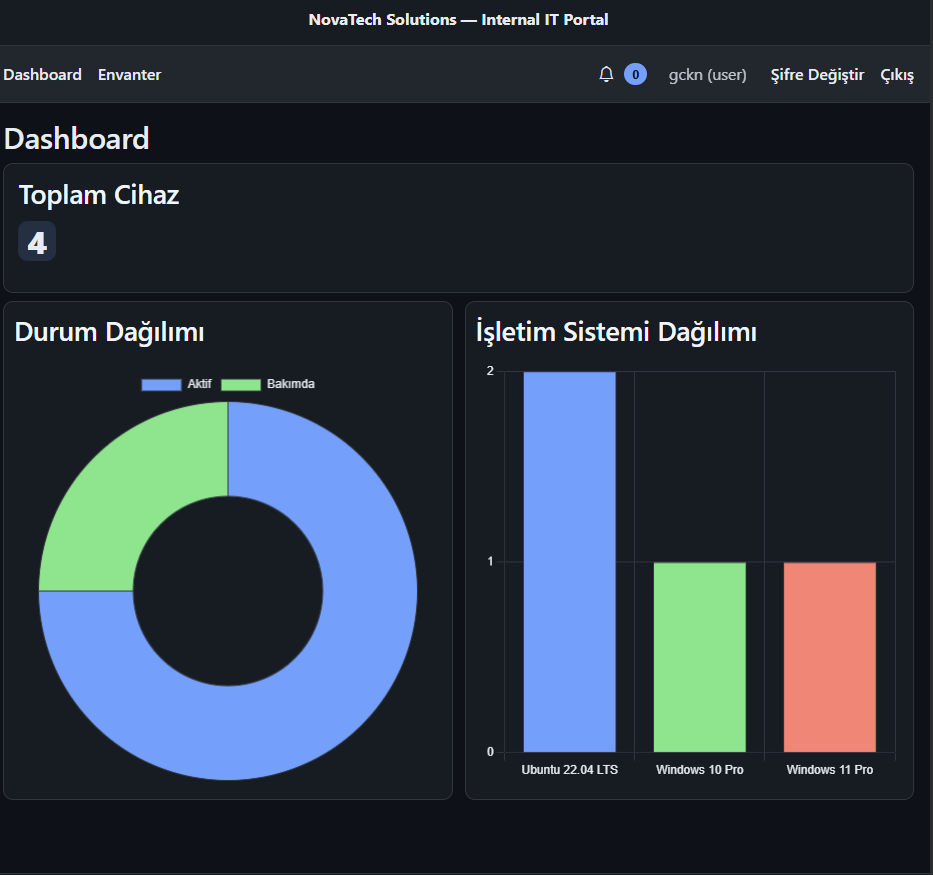 NovaTech Solutions — Internal IT Portal
Dashboard Envanter 0 gckn (user) Şifre Değiştir Çıkış
Dashboard
Toplam Cihaz
4
Durum Dağılımı
Aktif Bakımda
İşletim Sistemi Dağılımı
2
1
0
Ubuntu 22.04 LTS Windows 10 Pro Windows 11 Pro